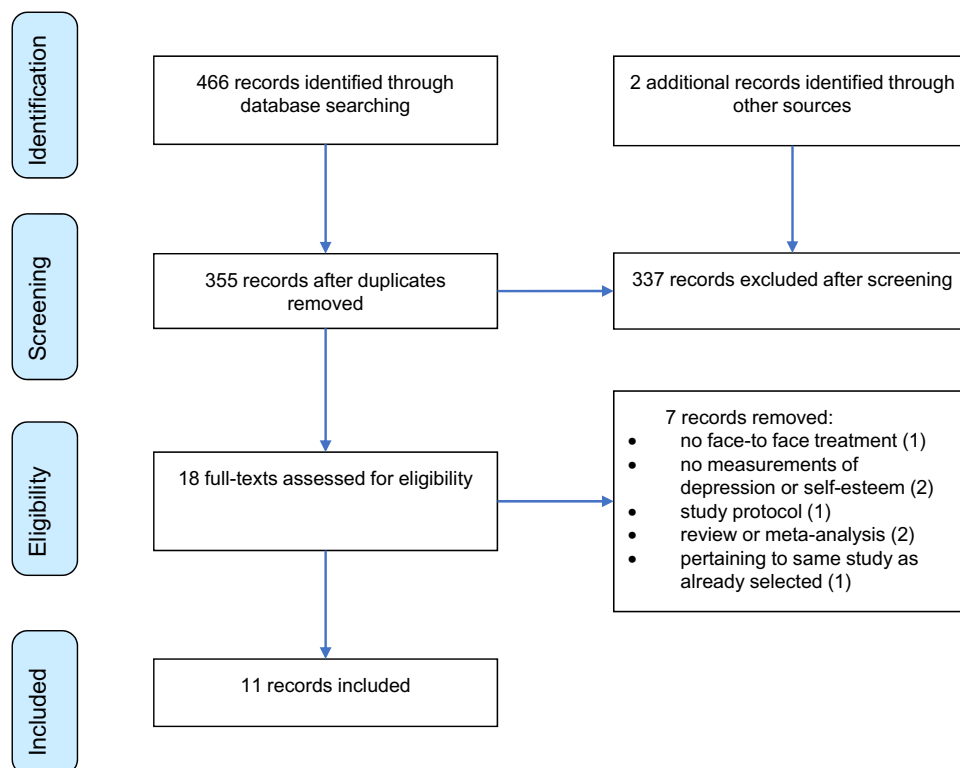 Identification
466 records identified through
database searching
2 additional records identified through
other sources
Screening
355 records after duplicates
removed
337 records excluded after screening
Eligibility
18 full-texts assessed for eligibility
7 records removed:
• no face-to face treatment (1)
• no measurements of
depression or self-esteem (2)
• study protocol (1)
• review or meta-analysis (2)
• pertaining to same study as
already selected (1)
Included
11 records included